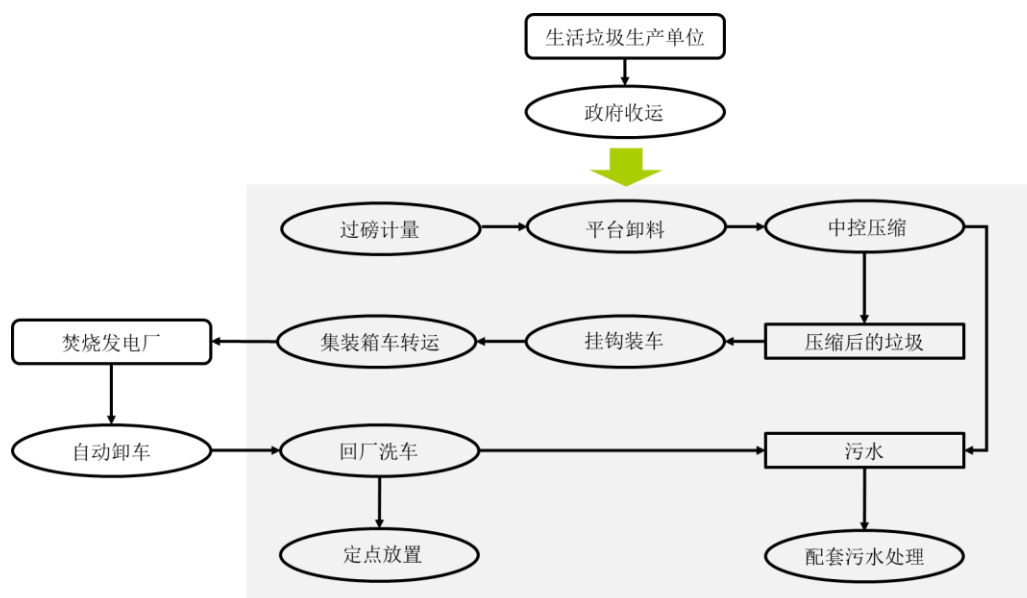 生活垃圾生产单位
政府收运
过磅计量
平台卸料
中控压缩
焚烧发电厂
集装箱车转运
挂钩装车
压缩后的垃圾
自动卸车
回厂洗车
污水
定点放置
配套污水处理